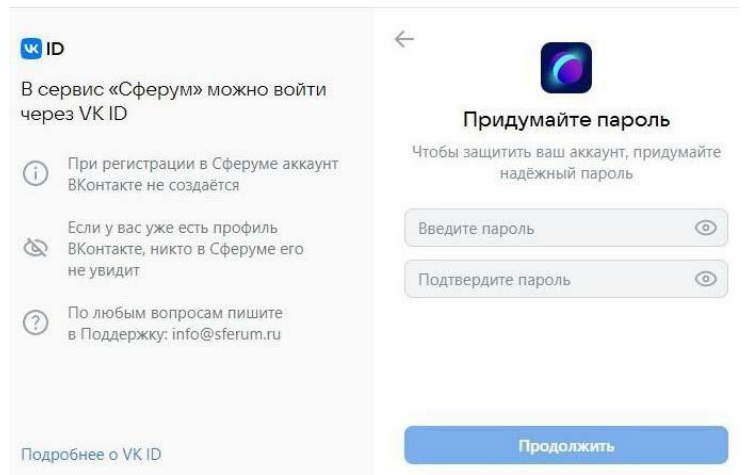 VK ID
В сервис «Сферум» можно войти
через VK ID
При регистрации в Сферуме аккаунт
ВКонтакте не создаётся
Если у вас уже есть профиль
ВКонтакте, никто в Сферуме его
не увидит
По любым вопросам пишите
в Поддержку: info@sferum.ru
Подробнее о VK ID
Придумайте пароль
Чтобы защитить ваш аккаунт, придумайте
надёжный пароль
Введите пароль
Подтвердите пароль
Продолжить